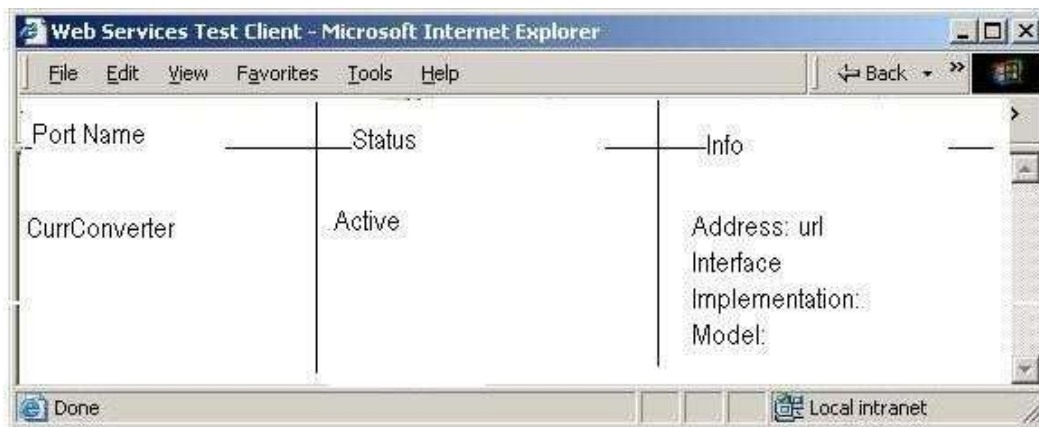 Web Services Test Client - Microsoft Internet Explorer
File Edit View Favorites Tools Help Back »
Port Name Status Info
CurrConverter Active Address: url
Interface
Implementation:
Model:
Done Local intranet